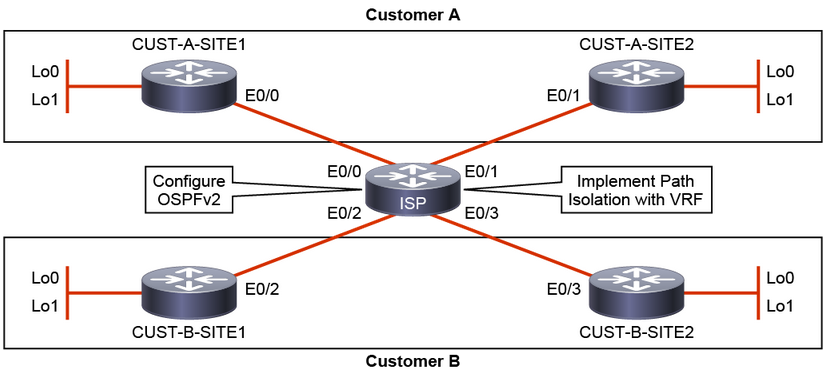 Customer A
CUST-A-SITE1
CUST-A-SITE2
Lo0
Lo1
Lo0
Lo1
E0/0
E0/1
E0/0
E0/1
Configure
OSPFv2
ISP
Implement Path
Isolation with VRF
E0/2
E0/3
Lo0
Lo1
E0/2
E0/3
Lo0
Lo1
CUST-B-SITE1
CUST-B-SITE2
Customer B